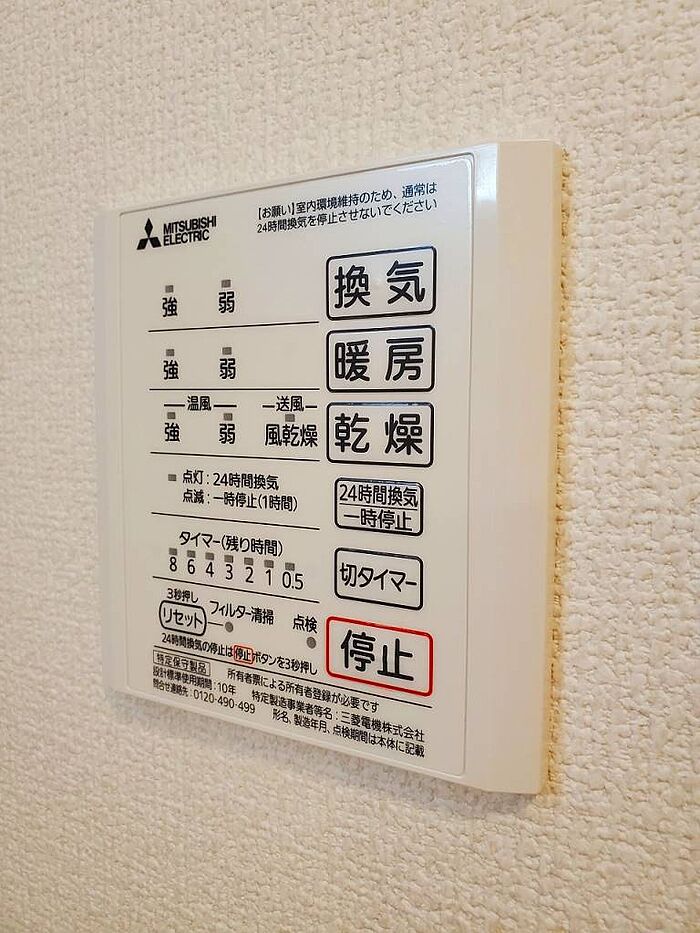 MITSUBISHI
ELECTRIC
【お願い】室内環境維持のため、通常は
24時間換気を停止させないでください
強 弱 換気
強 弱 暖房
温風 送風
強 弱 風乾燥 乾燥
点灯:24時間換気
点滅:一時停止(1時間)
24時間換気
一時停止
タイマー(残り時間)
8 6 4 3 2 1 0.5
切タイマー
3秒押し
リセット フィルター清掃 点検
停止
24時間換気の停止は停止ボタンを3秒押し
特定保守製品 所有者票による所有者登録が必要です
設計標準使用期間:10年 特定製造事業者等名:三菱電機株式会社
問合せ連絡先:0120-490-499 形名、製造年月、点検期間は本体に記載